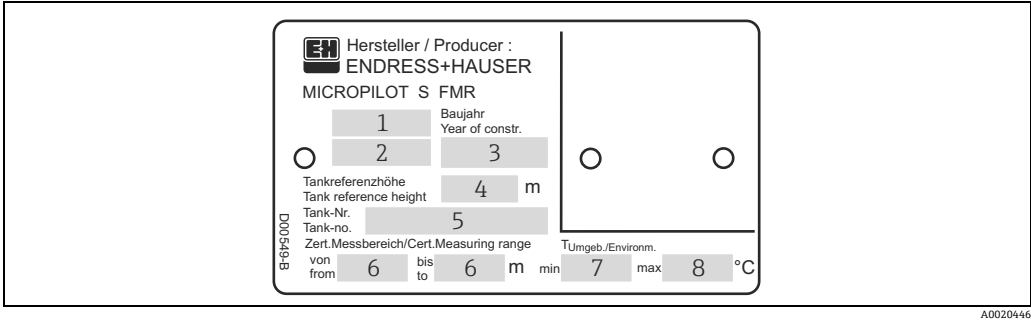 EH Hersteller / Producer :
ENDRESS+HAUSER
MICROPILOT S FMR
1
Baujahr
Year of constr.
2
3
Tankreferenzhöhe
Tank reference height
4 m
Tank-Nr.
Tank-no.
5
Zert.Messbereich/Cert.Measuring range
von
from
6
bis
to
6 m
TUmgeb./Environm.
min 7 max 8 °C
D00549-B
A0020446